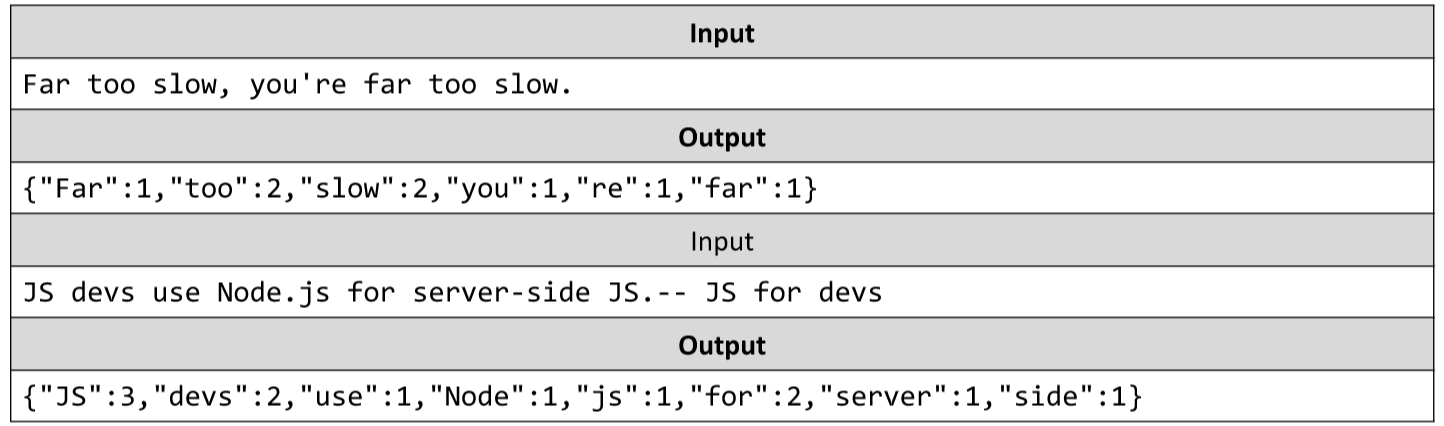 Input
Far too slow, you're far too slow.
Output
{"Far":1,"too":2,"slow":2,"you":1,"re":1,"far":1}
Input
JS devs use Node.js for server-side JS.-- JS for devs
Output
{"JS":3,"devs":2,"use":1,"Node":1,"js":1,"for":2,"server":1,"side":1}